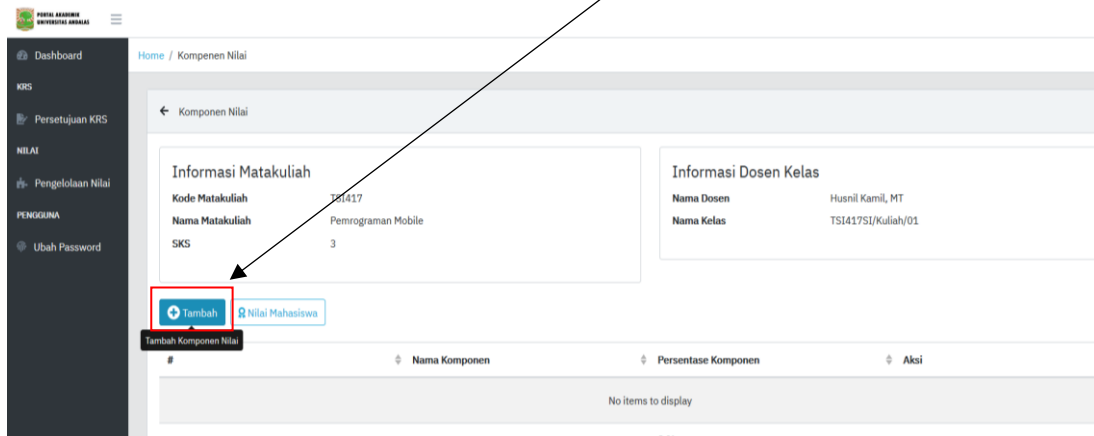 PORTAL AKADEMIK
UNIVERSITAS ANDALAS
Dashboard
KRS
Persetujuan KRS
NILAI
Pengelolaan Nilai
PENGGUNA
Ubah Password
Home / Kompenen Nilai
Komponen Nilai
Informasi Matakuliah
Kode Matakuliah TSI417
Nama Matakuliah Pemrograman Mobile
SKS 3
Informasi Dosen Kelas
Nama Dosen Husnil Kamil, MT
Nama Kelas TSI417SI/Kuliah/01
Tambah Nilai Mahasiswa
Tambah Komponen Nilai
# Nama Komponen Persentase Komponen Aksi
No items to display